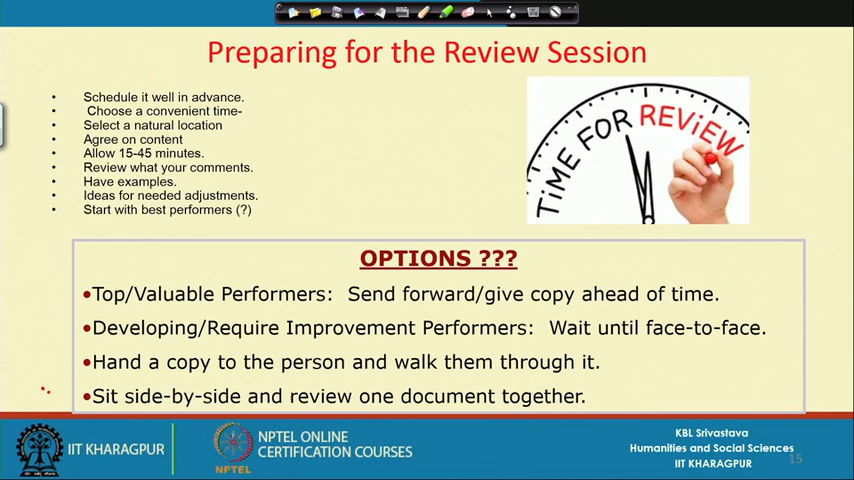 Preparing for the Review Session
• Schedule it well in advance.
• Choose a convenient time-
• Select a natural location
• Agree on content
• Allow 15-45 minutes.
• Review what your comments.
• Have examples.
• Ideas for needed adjustments.
• Start with best performers (?)
TiME FOR REViEW
OPTIONS ???
•Top/Valuable Performers: Send forward/give copy ahead of time.
•Developing/Require Improvement Performers: Wait until face-to-face.
•Hand a copy to the person and walk them through it.
•Sit side-by-side and review one document together.
IIT KHARAGPUR
NPTEL
NPTEL ONLINE
CERTIFICATION COURSES
KBL Srivastava
Humanities and Social Sciences
IIT KHARAGPUR
15